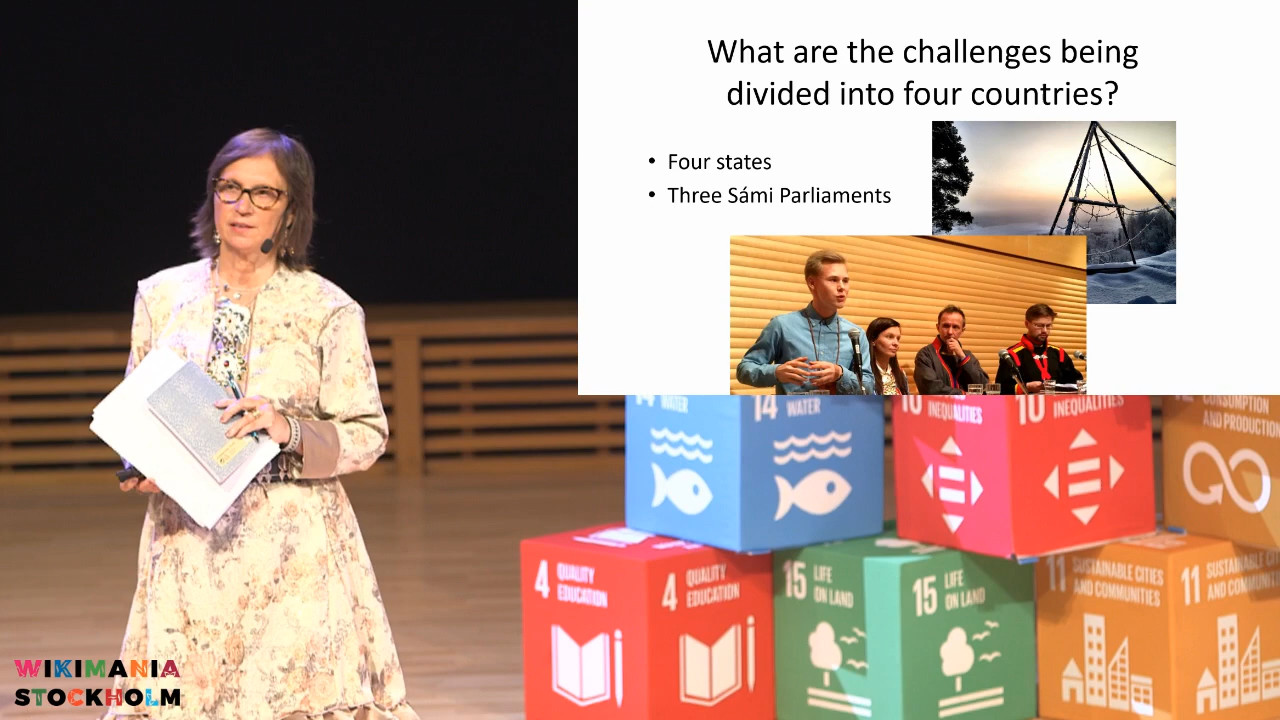 What are the challenges being
divided into four countries?
• Four states
• Three Sámi Parliaments
14 WATER
14 WATER
10 INEQUALITIES
10 INEQUALITIES
CONSUMPTION
AND PRODUCTION
4 QUALITY
EDUCATION
4 QUALITY
EDUCATION
15 LIFE
ON LAND
15 LIFE
ON LAND
11 SUSTAINABLE CITIES
AND COMMUNITIES
11 SUSTAINABLE
AND COMMUNIT
WIKIMANIA
STOCKHOLM